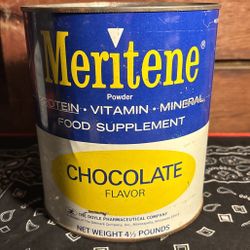 Meritene®
Powder
PROTEIN · VITAMIN · MINERAL
FOOD SUPPLEMENT
CHOCOLATE
FLAVOR
THE DOYLE PHARMACEUTICAL COMPANY
NET WEIGHT 4½ POUNDS